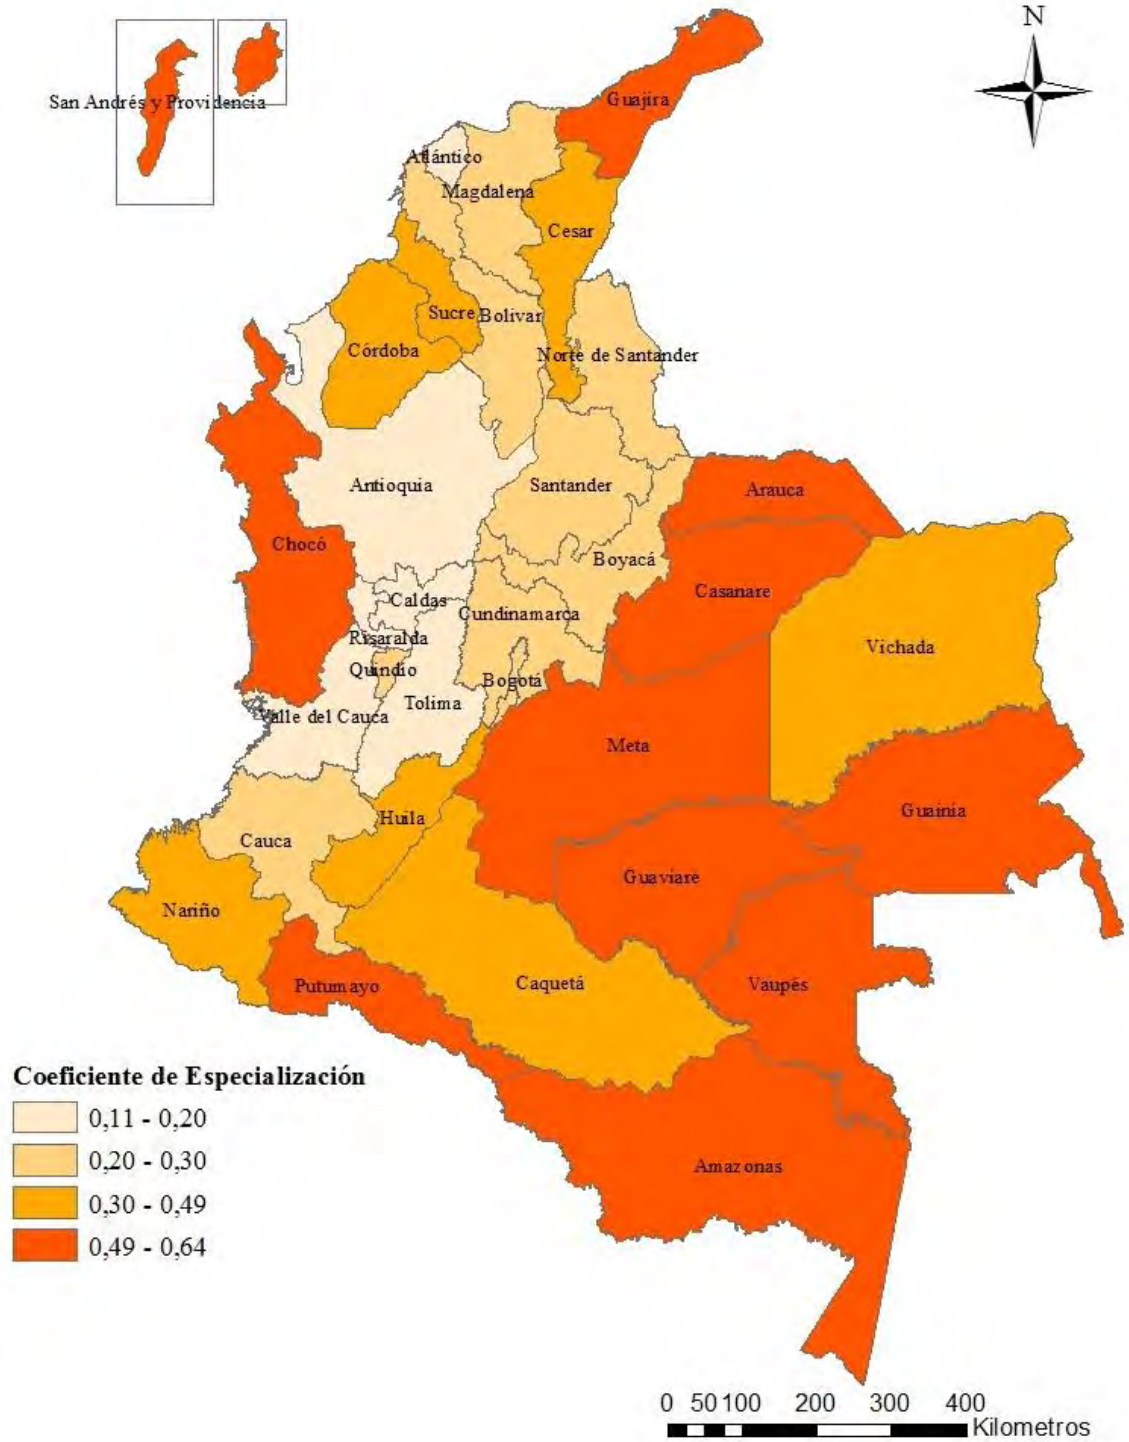 N
San Andrés y Providencia
Guajira
Atlántico
Magdalena
Cesar
Sucre
Bolivar
Córdoba
Norte de Santander
Antioquia
Santander
Arauca
Chocó
Boyacá
Casanare
Caldas
Cundinamarca
Risaralda
Vichada
Quindio
Bogotá
Tolima
Valle del Cauca
Meta
Guainía
Huila
Cauca
Guaviare
Nariño
Caquetá
Vaupés
Putumayo
Amazonas
Coeficiente de Especialización
0,11 - 0,20
0,20 - 0,30
0,30 - 0,49
0,49 - 0,64
0 50 100 200 300 400
Kilometros